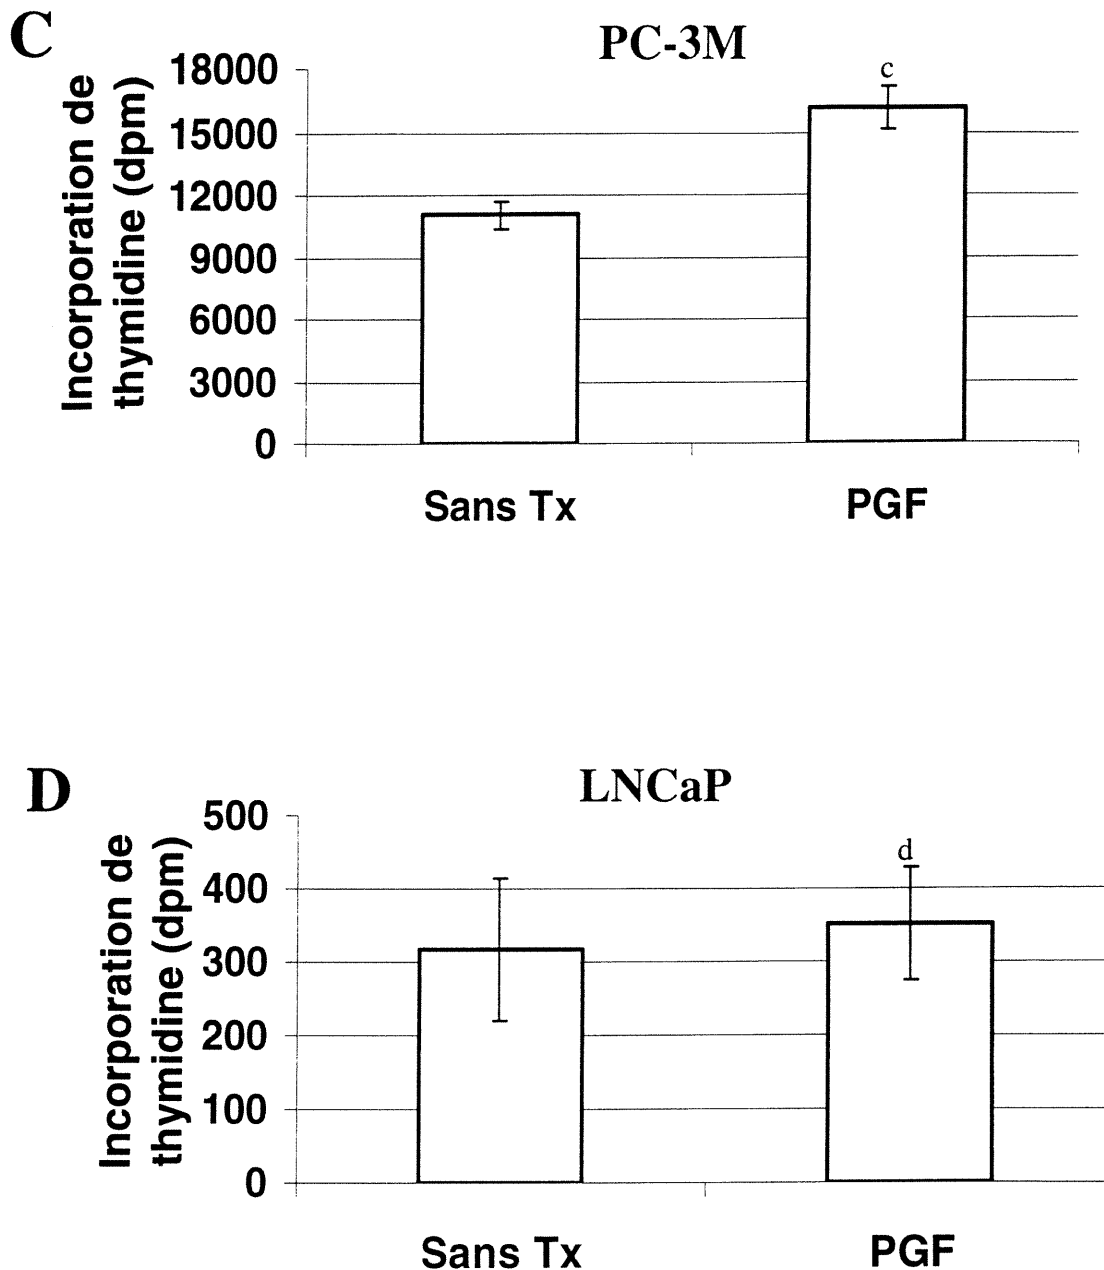 C
PC-3M
Incorporation de
thymidine (dpm)
18000
15000
12000
9000
6000
3000
0
c
Sans Tx
PGF
D
LNCaP
Incorporation de
thymidine (dpm)
500
400
300
200
100
0
d
Sans Tx
PGF